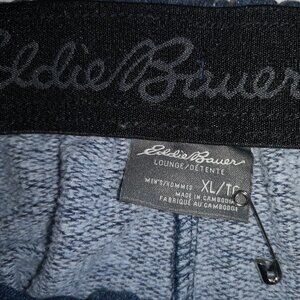 Eddie Bauer
Eddie Bauer
LOUNGE/DÉTENTE
MEN'S/HOMMES XL/TG
MADE IN CAMBODIA
FABRIQUÉ AU CAMBODGE